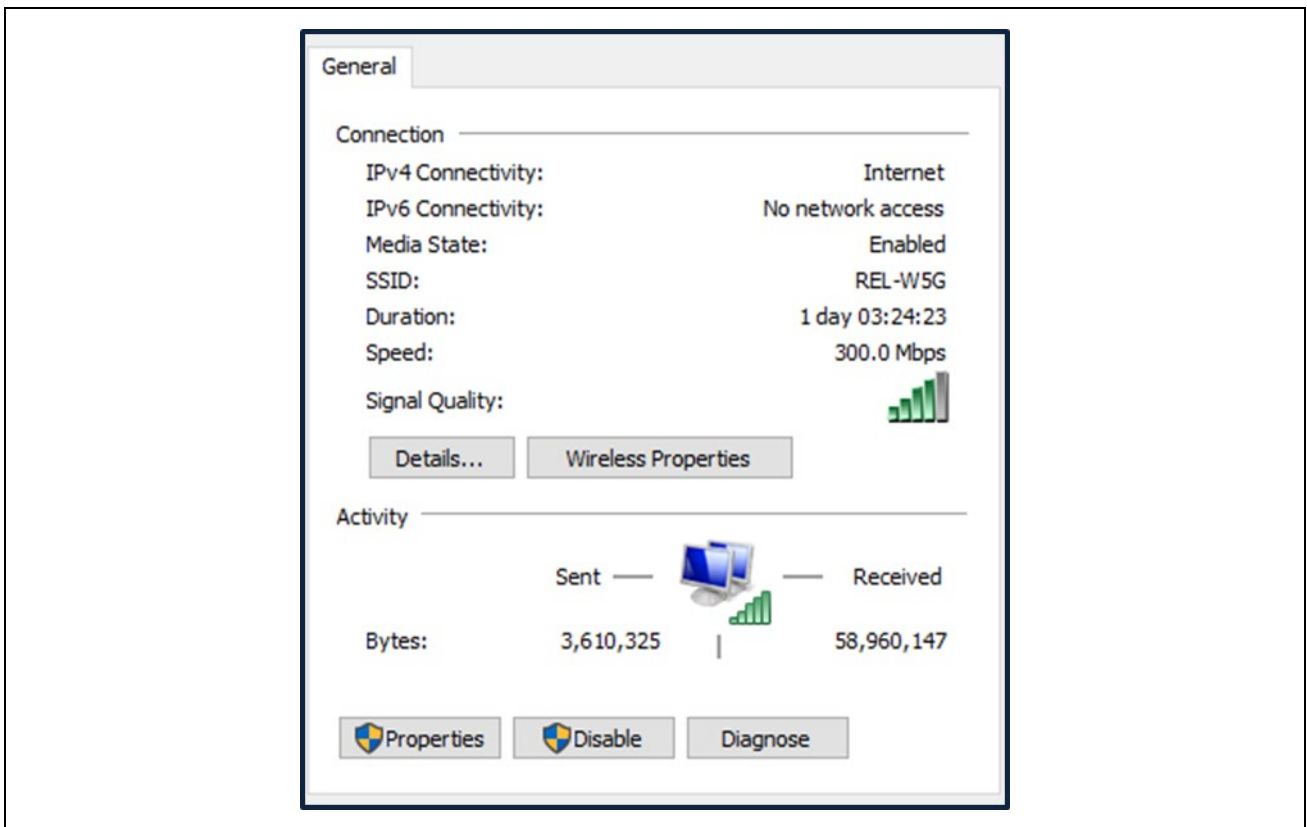 General
Connection
IPv4 Connectivity: Internet
IPv6 Connectivity: No network access
Media State: Enabled
SSID: REL-W5G
Duration: 1 day 03:24:23
Speed: 300.0 Mbps
Signal Quality:
Details... Wireless Properties
Activity
Sent Received
Bytes: 3,610,325 58,960,147
Properties Disable Diagnose